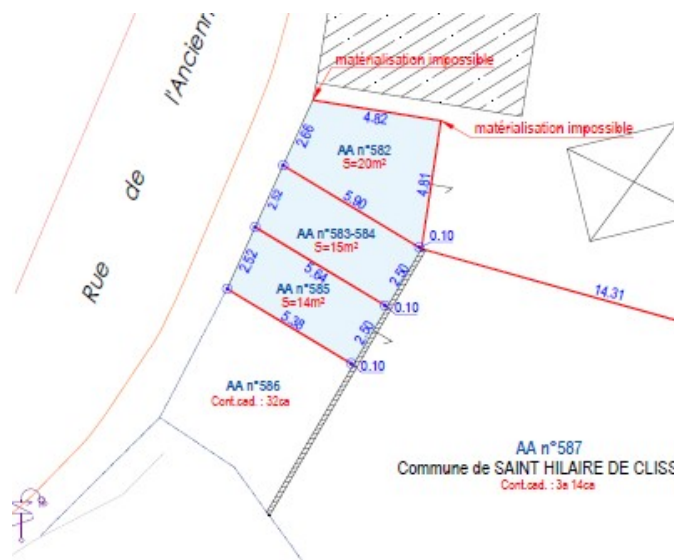 Rue de l'Ancienn
matérialisation impossible
4.82
matérialisation impossible
2.66
AA n°582
S=20m²
4.81
5.90
2.52
AA n°583-584
S=15m²
0.10
2.50
14.31
2.52
5.64
AA n°585
S=14m²
0.10
2.50
5.38
0.10
AA n°586
Cont.cad. : 32ca
AA n°587
Commune de SAINT HILAIRE DE CLISS
Cont.cad. : 3a 14ca